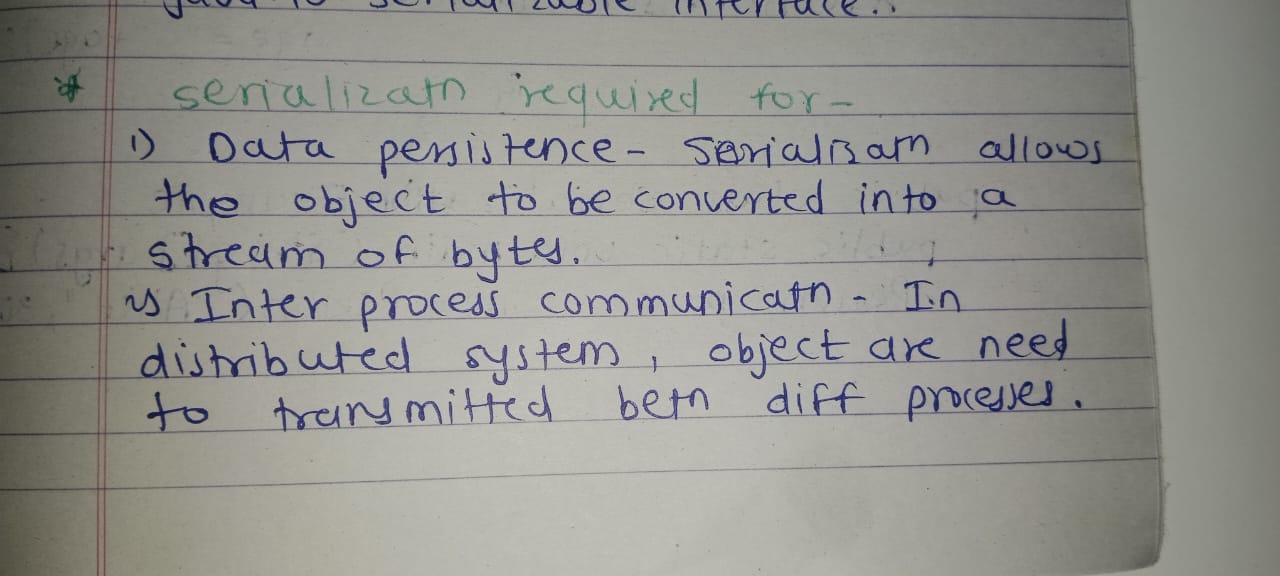 serializable interface..
* serializatn required for-
1) Data persistence - serializatn allows
the object to be converted into a
stream of bytes.
2) Inter process communicatn - In
distributed system, object are need
to transmitted betn diff processes.